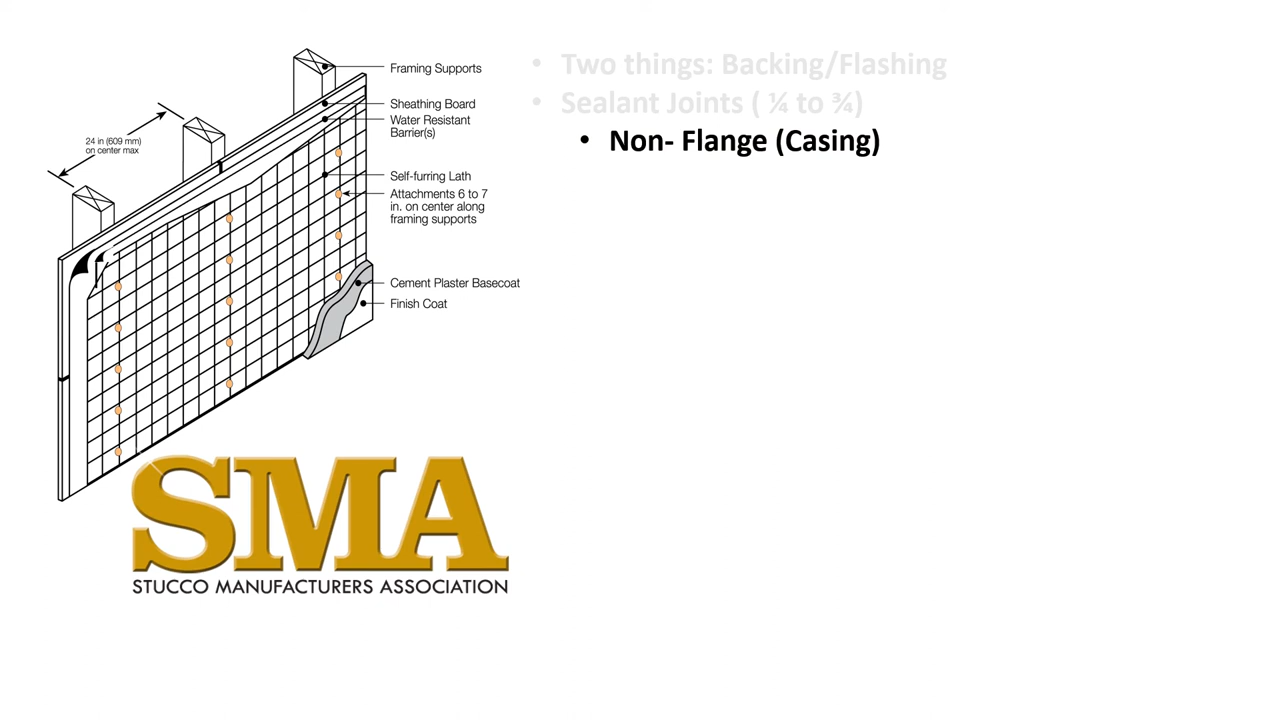 Framing Supports
Sheathing Board
Water Resistant
Barrier(s)
24 in (609 mm)
on center max
Self-furring Lath
Attachments 6 to 7
in. on center along
framing supports
Cement Plaster Basecoat
Finish Coat
SMA
STUCCO MANUFACTURERS ASSOCIATION
• Two things: Backing/Flashing
• Sealant Joints ( ¼ to ¾)
• Non- Flange (Casing)